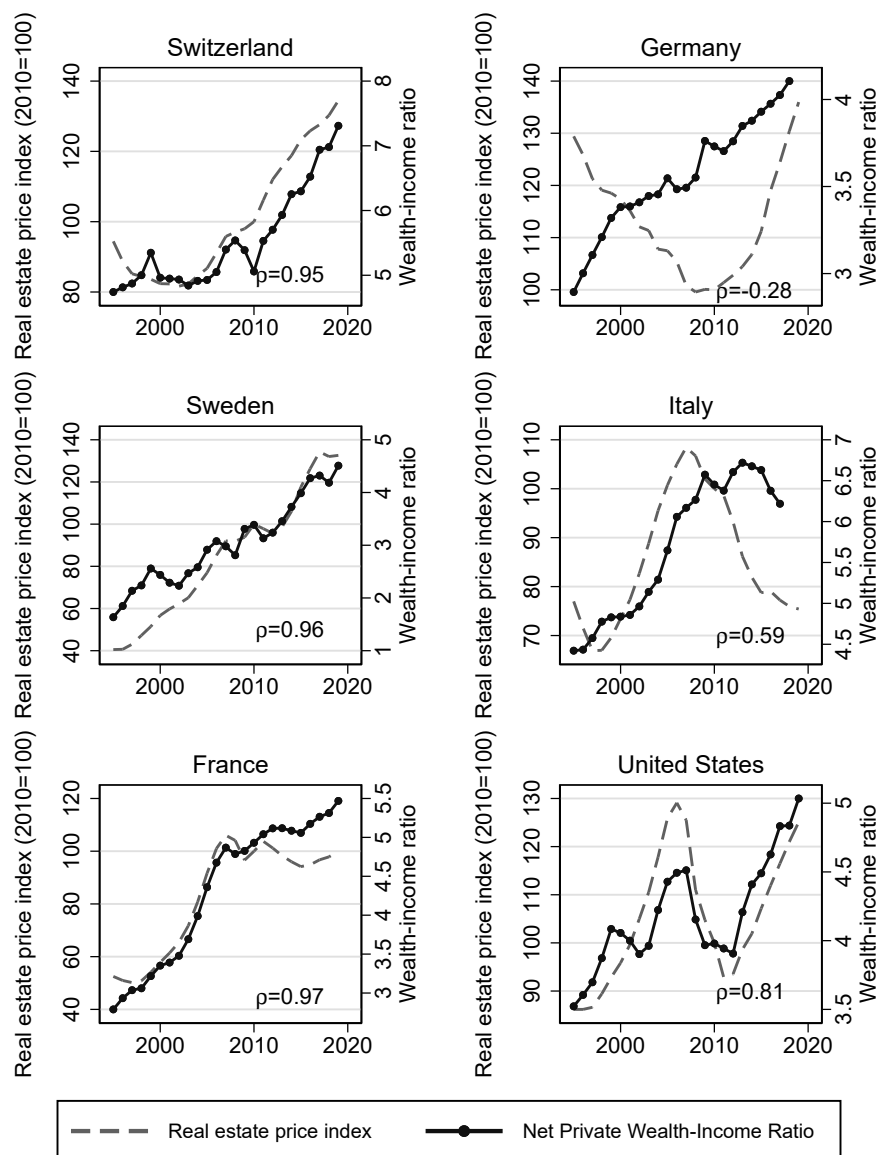 Switzerland
Real estate price index (2010=100)
140
120
100
80
8
7
6
5
Wealth-income ratio
ρ=0.95
2000 2010 2020
Germany
Real estate price index (2010=100)
140
130
120
110
100
4
3.5
3
Wealth-income ratio
ρ=-0.28
2000 2010 2020
Sweden
Real estate price index (2010=100)
140
120
100
80
60
40
5
4
3
2
1
Wealth-income ratio
ρ=0.96
2000 2010 2020
Italy
Real estate price index (2010=100)
110
100
90
80
70
7
6.5
6
5.5
5
4.5
Wealth-income ratio
ρ=0.59
2000 2010 2020
France
Real estate price index (2010=100)
120
100
80
60
40
5.5
5
4.5
4
3.5
3
Wealth-income ratio
ρ=0.97
2000 2010 2020
United States
Real estate price index (2010=100)
130
120
110
100
90
5
4.5
4
3.5
Wealth-income ratio
ρ=0.81
2000 2010 2020
Real estate price index Net Private Wealth-Income Ratio